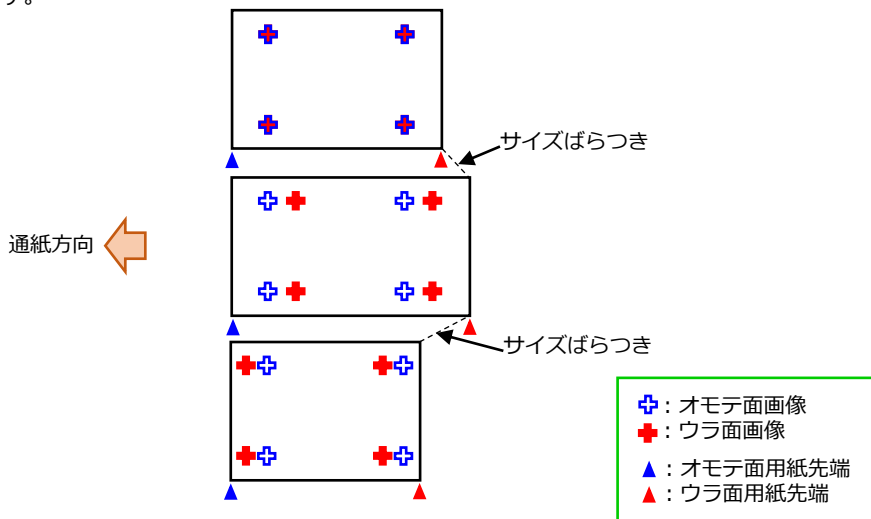 す。
サイズばらつき
通紙方向
サイズばらつき
：オモテ面画像
：ウラ面画像
：オモテ面用紙先端
：ウラ面用紙先端